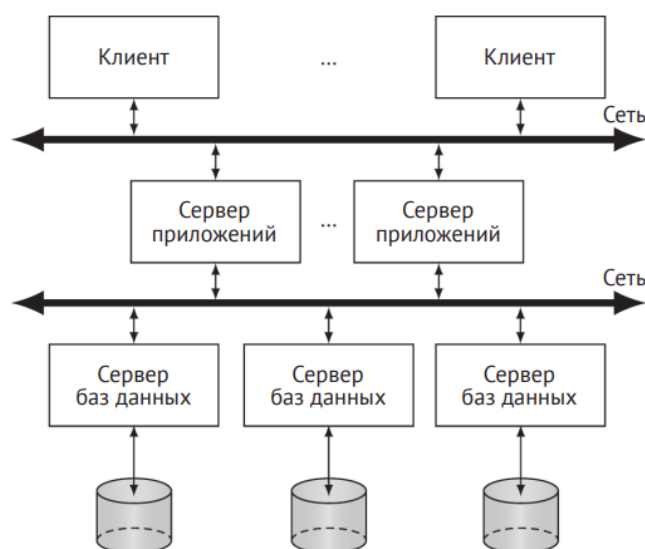 Клиент
...
Клиент
Сеть
Сервер
приложений
...
Сервер
приложений
Сеть
Сервер
баз данных
Сервер
баз данных
Сервер
баз данных